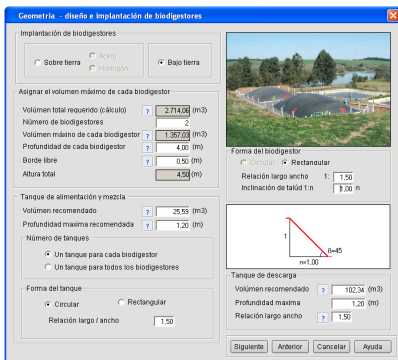 Geometría - diseño e implantación de biodigestores
Implantación de biodigestores
Sobre tierra
Acero
Hormigón
Bajo tierra
Asignar el volumen máximo de cada biodigestor
Volúmen total requerido (cálculo) ? 2.714,06 (m3)
Número de biodigestores 2
Volumen máxino de cada biodigestor ? 1.357,03 (m3)
Profundidad de cada biodigestor ? 4,00 (m)
Borde libre ? 0,50 (m)
Altura total 4,50 (m)
Tanque de alimentación y mezcla
Volúmen recomendado ? 25,59 (m3)
Profundidad maxima recomendada ? 1,20 (m)
Número de tanques
Un tanque para cada biodigestor
Un tanque para todos los biodigestores
Forma del tanque
Circular Rectangular
Relación largo / ancho 1,50
Forma del biodigestor
Circular Rectangular
Relación largo ancho 1: 1,50
Inclinación de talúd 1:n 1,00 n
1
ß=45
n=1,00
Tanque de descarga
Volúmen recomendado ? 102,34 (m3)
Profundidad maxima 1,20 (m)
Relación largo ancho ? 1,50
Siguiente Anterior Cancelar Ayuda